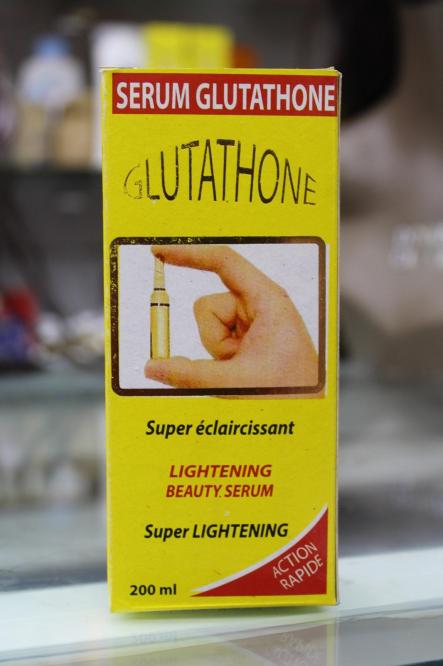 SERUM GLUTATHONE
GLUTATHONE
Super éclaircissant
LIGHTENING
BEAUTY SERUM
Super LIGHTENING
ACTION
RAPIDE
200 ml